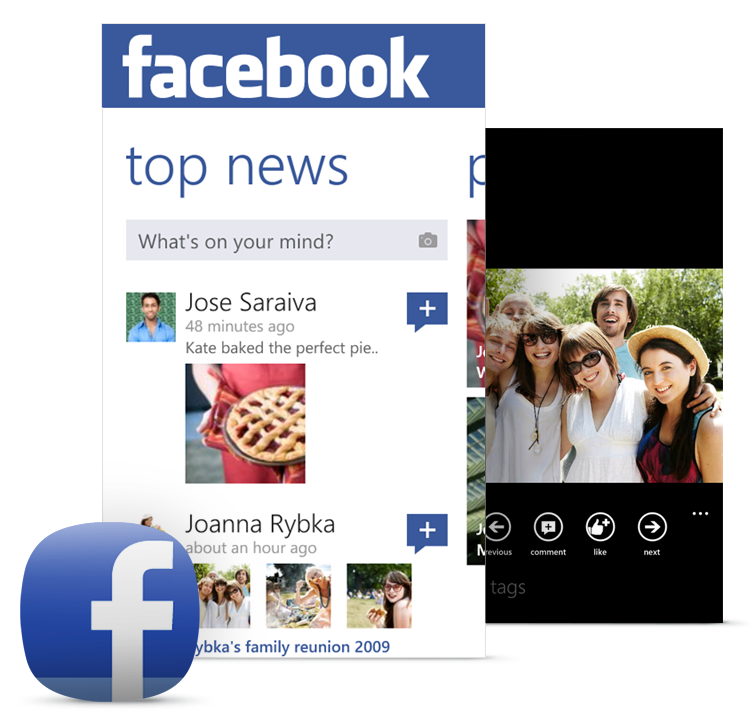 facebook
top news
p
What's on your mind?
Jose Saraiva
48 minutes ago
Kate baked the perfect pie..
Joanna Rybka
about an hour ago
ybka's family reunion 2009
J
W
J
M
evious
comment
like
next
tags
f